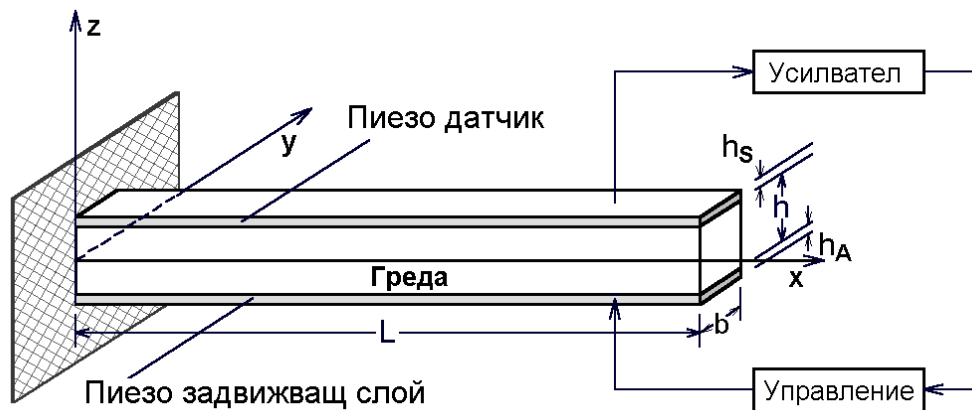 z
Усилвател
Пиезо датчик
y
hS
h
hA
Греда
x
b
L
Пиезо задвижващ слой
Управление